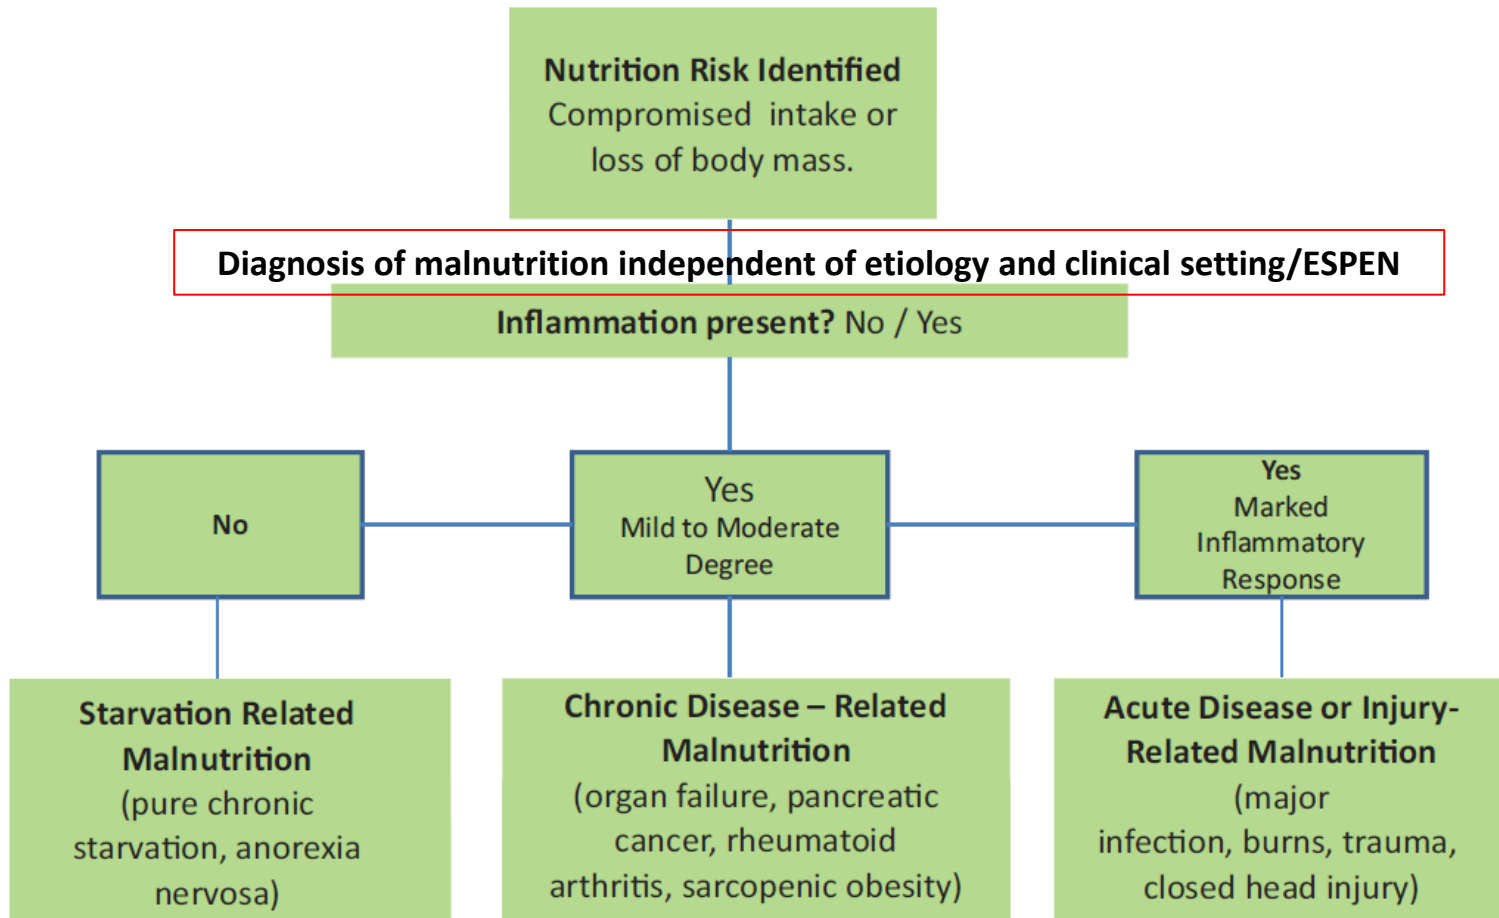 Nutrition Risk Identified
Compromised intake or
loss of body mass.
Diagnosis of malnutrition independent of etiology and clinical setting/ESPEN
Inflammation present? No / Yes
No
Yes
Mild to Moderate
Degree
Yes
Marked
Inflammatory
Response
Starvation Related
Malnutrition
(pure chronic
starvation, anorexia
nervosa)
Chronic Disease – Related
Malnutrition
(organ failure, pancreatic
cancer, rheumatoid
arthritis, sarcopenic obesity)
Acute Disease or Injury-
Related Malnutrition
(major
infection, burns, trauma,
closed head injury)